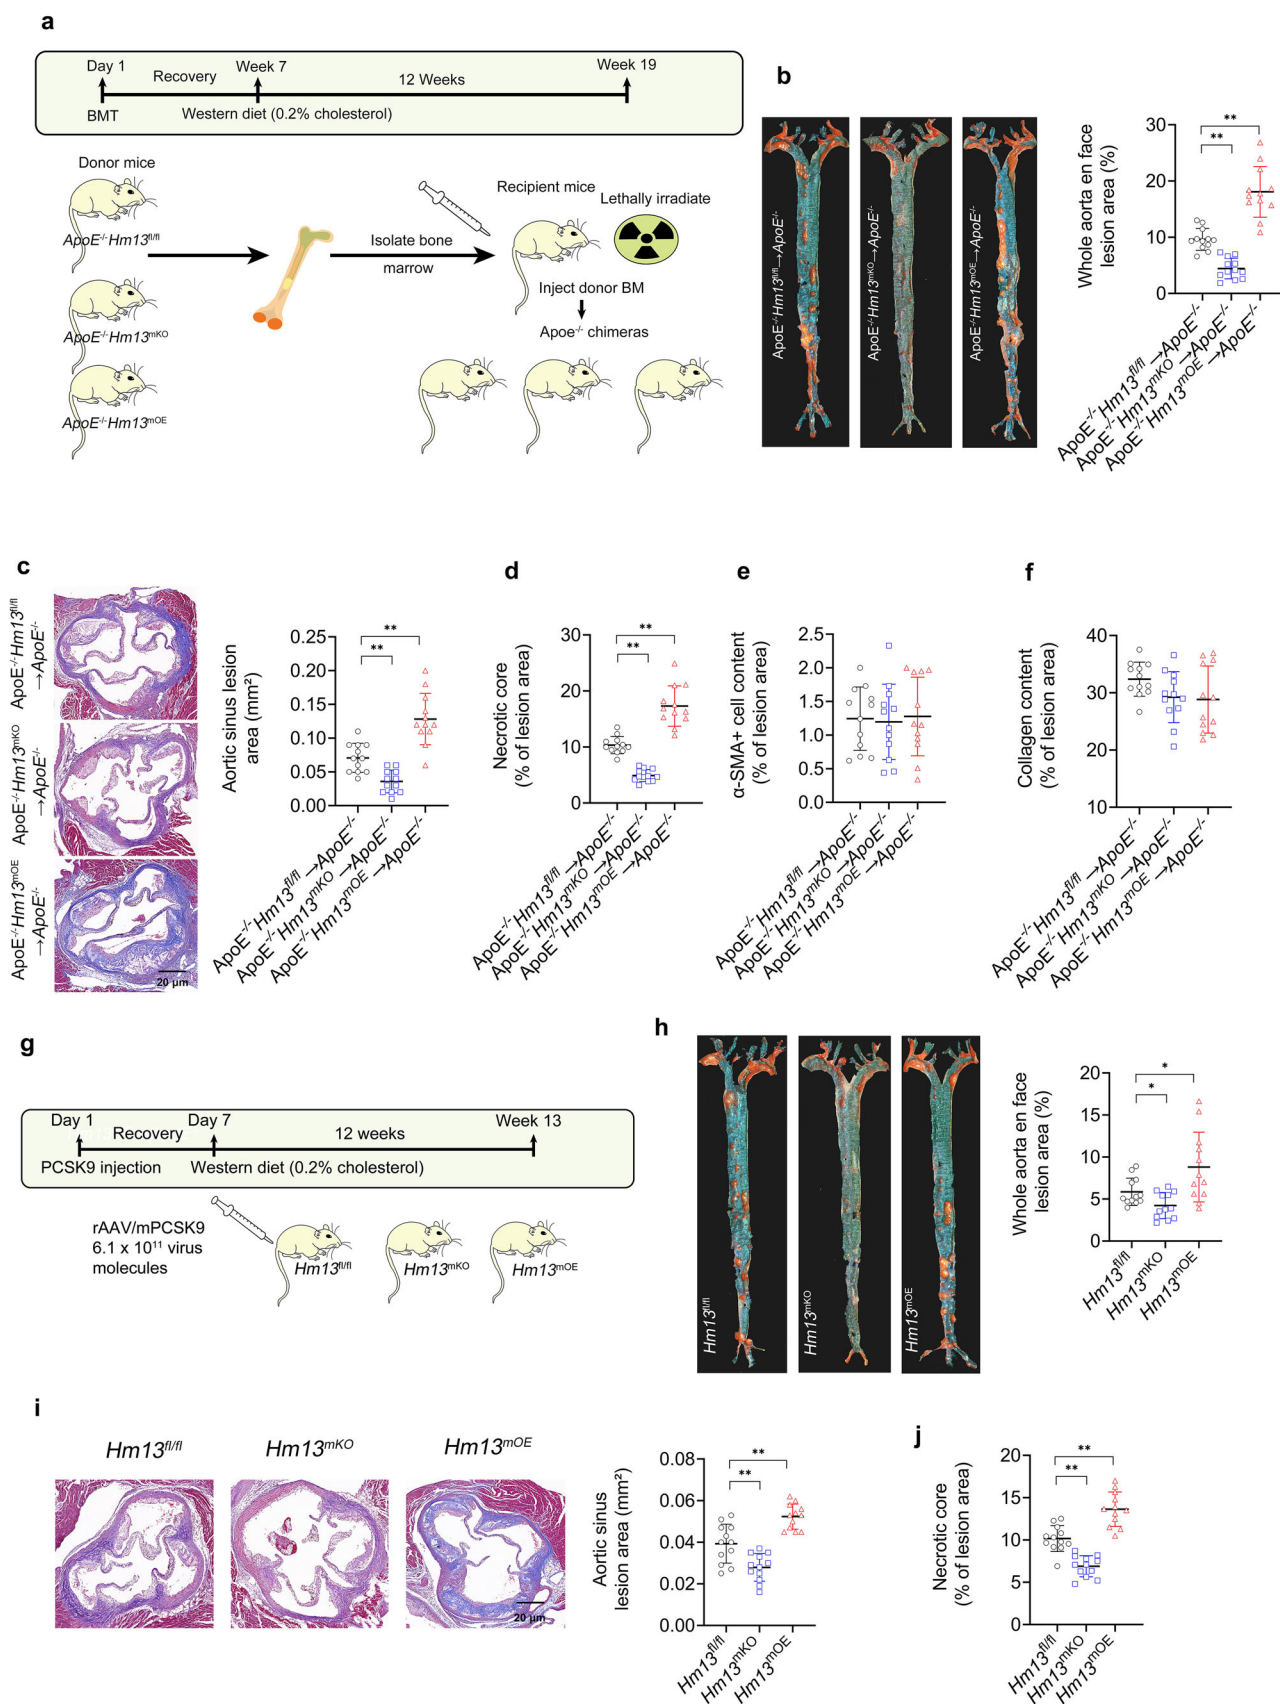 a
Day 1
Recovery
Week 7
12 Weeks
Week 19
BMT
Western diet (0.2% cholesterol)
Donor mice
ApoE-/-Hm13fl/fl
ApoE-/-Hm13mKO
ApoE-/-Hm13mOE
Isolate bone
marrow
Recipient mice
Lethally irradiate
Inject donor BM
Apoe-/- chimeras
b
ApoE-/-Hm13fl/fl→ApoE-/-
ApoE-/-Hm13mKO→ApoE-/-
ApoE-/-Hm13mOE→ApoE-/-
Whole aorta en face
lesion area (%)
30
20
10
0
**
**
ApoE-/-Hm13fl/fl→ApoE-/-
ApoE-/-Hm13mKO→ApoE-/-
ApoE-/-Hm13mOE→ApoE-/-
c
ApoE-/-Hm13fl/fl
→ApoE-/-
ApoE-/-Hm13mKO
→ApoE-/-
ApoE-/-Hm13mOE
→ApoE-/-
20 µm
Aortic sinus lesion
area (mm²)
0.25
0.20
0.15
0.10
0.05
0.00
**
**
ApoE-/-Hm13fl/fl→ApoE-/-
ApoE-/-Hm13mKO→ApoE-/-
ApoE-/-Hm13mOE→ApoE-/-
d
Necrotic core
(% of lesion area)
30
20
10
0
**
**
ApoE-/-Hm13fl/fl→ApoE-/-
ApoE-/-Hm13mKO→ApoE-/-
ApoE-/-Hm13mOE→ApoE-/-
e
α-SMA+ cell content
(% of lesion area)
2.5
2.0
1.5
1.0
0.5
0.0
ApoE-/-Hm13fl/fl→ApoE-/-
ApoE-/-Hm13mKO→ApoE-/-
ApoE-/-Hm13mOE→ApoE-/-
f
Collagen content
(% of lesion area)
40
30
20
10
ApoE-/-Hm13fl/fl→ApoE-/-
ApoE-/-Hm13mKO→ApoE-/-
ApoE-/-Hm13mOE→ApoE-/-
g
Day 1
Recovery
Day 7
12 weeks
Week 13
PCSK9 injection
Western diet (0.2% cholesterol)
rAAV/mPCSK9
6.1 x 10¹¹ virus
molecules
Hm13fl/fl
Hm13mKO
Hm13mOE
h
Hm13fl/fl
Hm13mKO
Hm13mOE
Whole aorta en face
lesion area (%)
20
15
10
5
0
*
*
Hm13fl/fl
Hm13mKO
Hm13mOE
i
Hm13fl/fl
Hm13mKO
Hm13mOE
20 µm
Aortic sinus
lesion area (mm²)
0.08
0.06
0.04
0.02
0.00
**
**
Hm13fl/fl
Hm13mKO
Hm13mOE
j
Necrotic core
(% of lesion area)
20
15
10
5
0
**
**
Hm13fl/fl
Hm13mKO
Hm13mOE